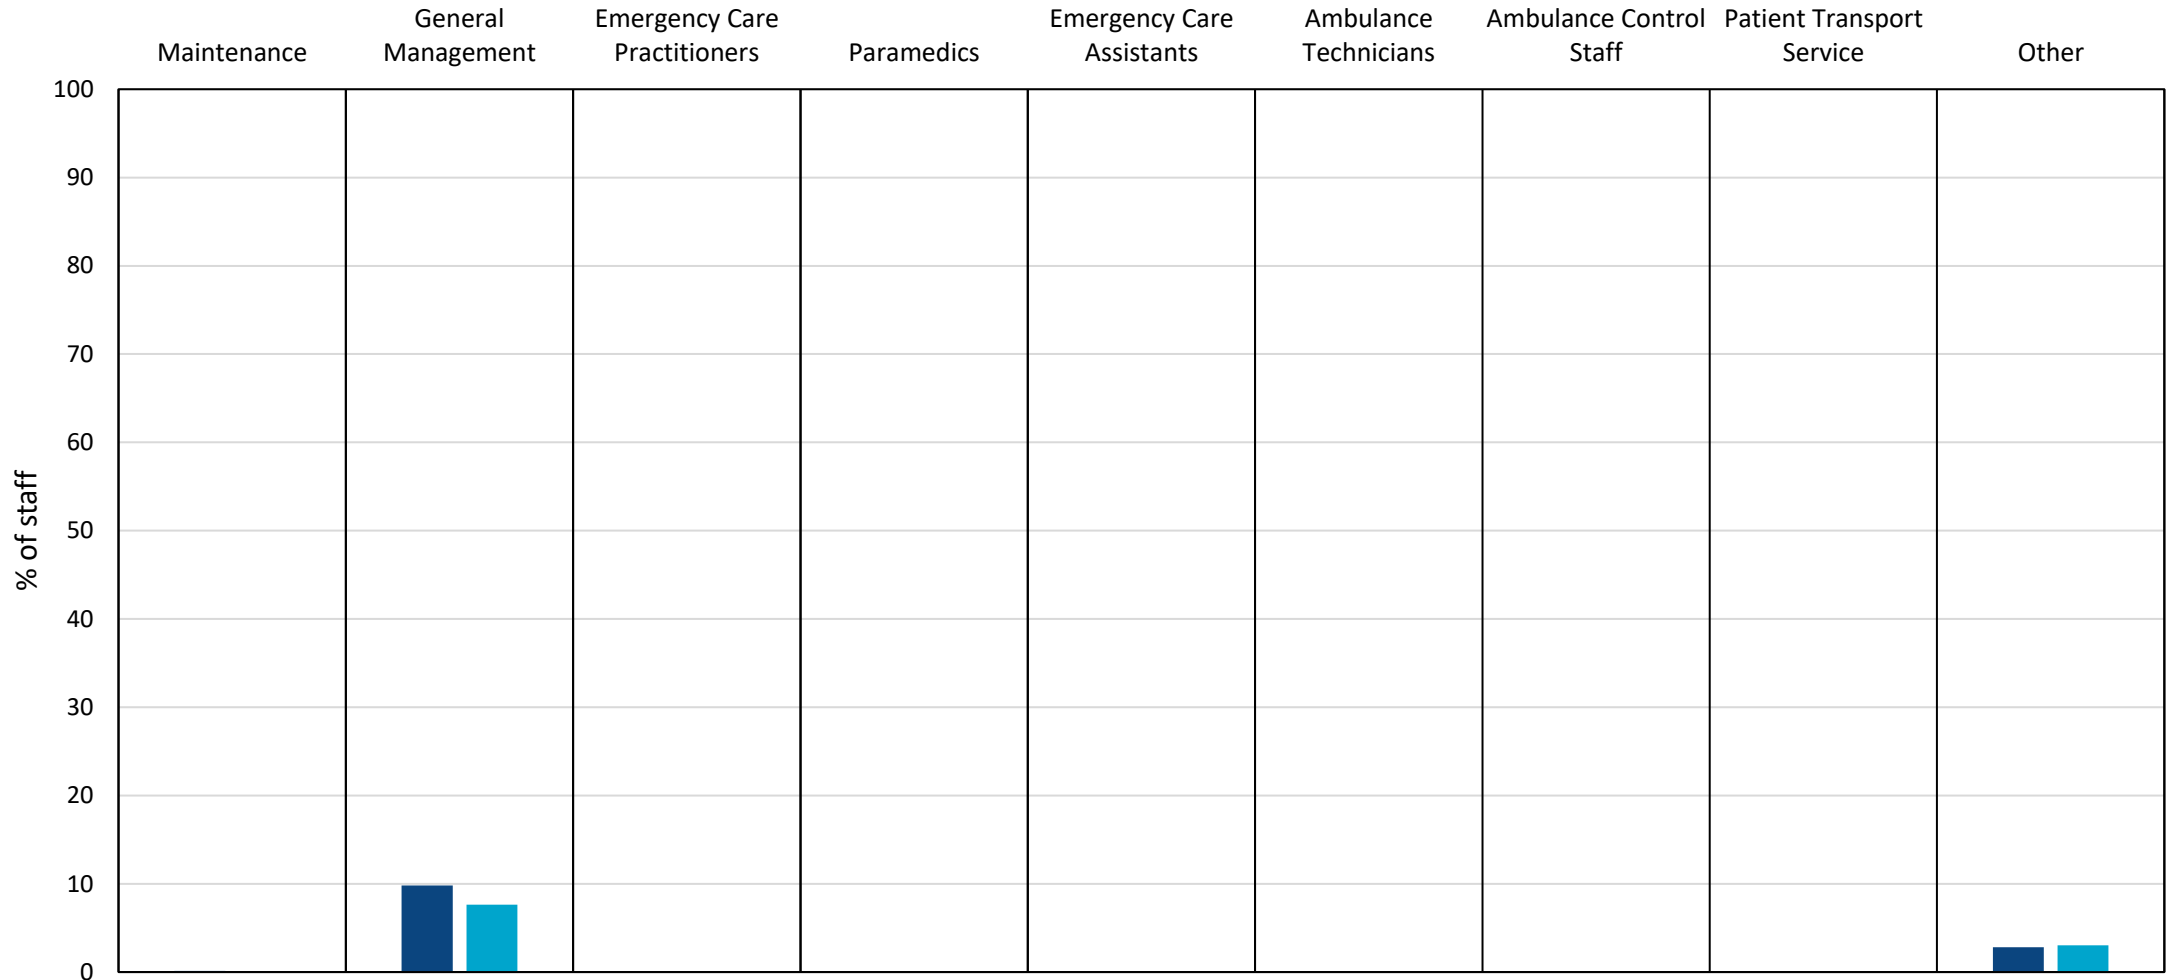 Maintenance
General
Management
Emergency Care
Practitioners
Paramedics
Emergency Care
Assistants
Ambulance
Technicians
Ambulance Control
Staff
Patient Transport
Service
Other
100
90
80
70
60
50
40
30
20
10
0
% of staff